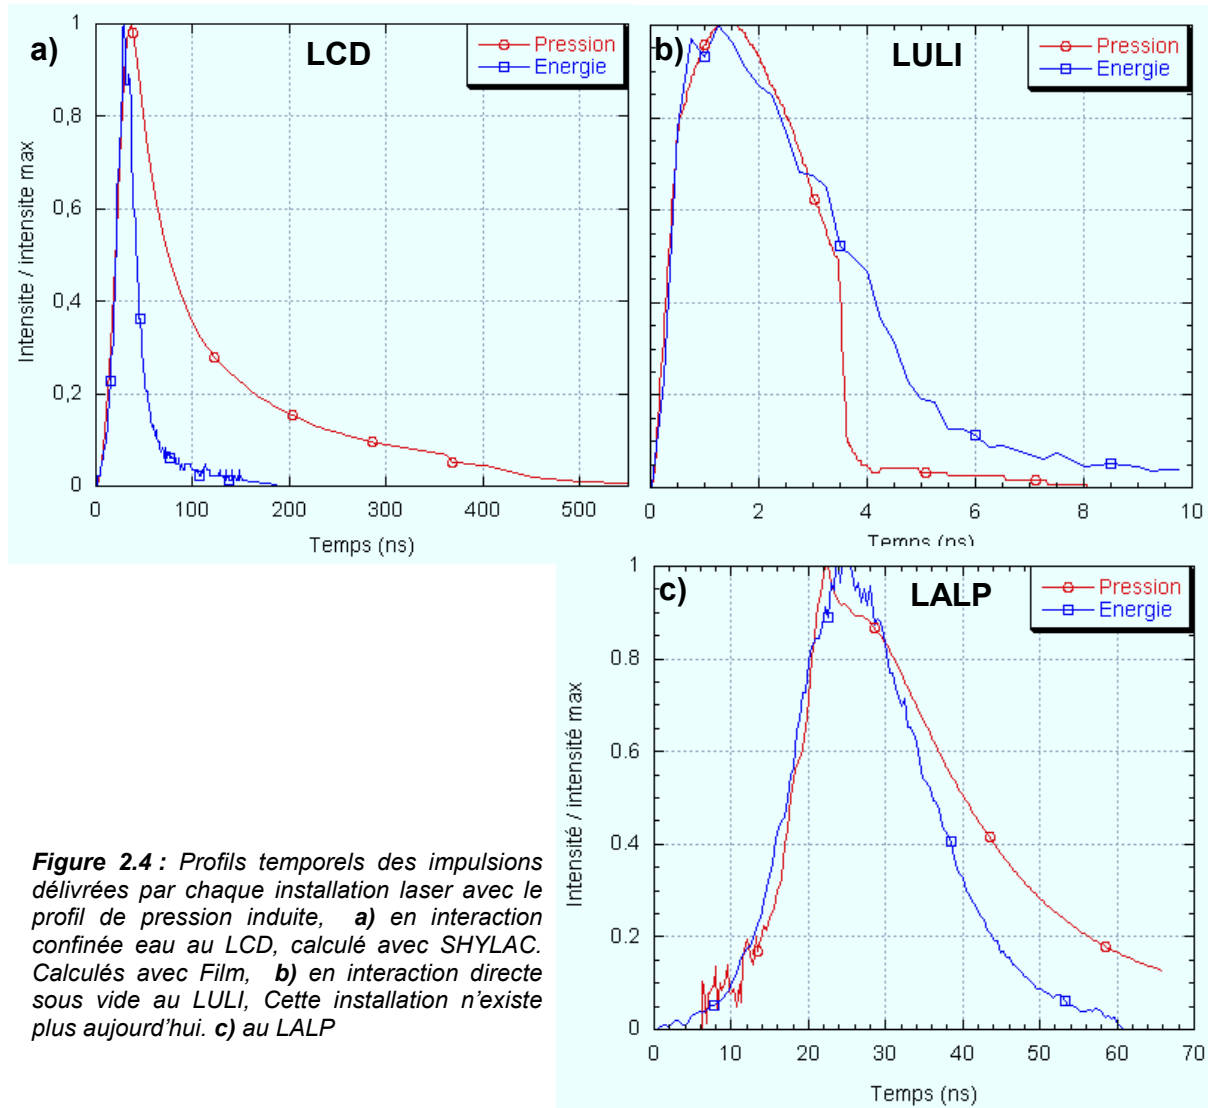 a)
LCD
Pression
Energie
Intensite / intensite max
1
0,8
0,6
0,4
0,2
0
0 100 200 300 400 500
Temps (ns)
b)
LULI
Pression
Energie
0 2 4 6 8 10
Temps (ns)
c)
LALP
Pression
Energie
Intensité / intensité max
1
0.8
0.6
0.4
0.2
0
0 10 20 30 40 50 60 70
Temps (ns)
Figure 2.4 : Profils temporels des impulsions
délivrées par chaque installation laser avec le
profil de pression induite, a) en interaction
confinée eau au LCD, calculé avec SHYLAC.
Calculés avec Film, b) en interaction directe
sous vide au LULI, Cette installation n'existe
plus aujourd'hui. c) au LALP